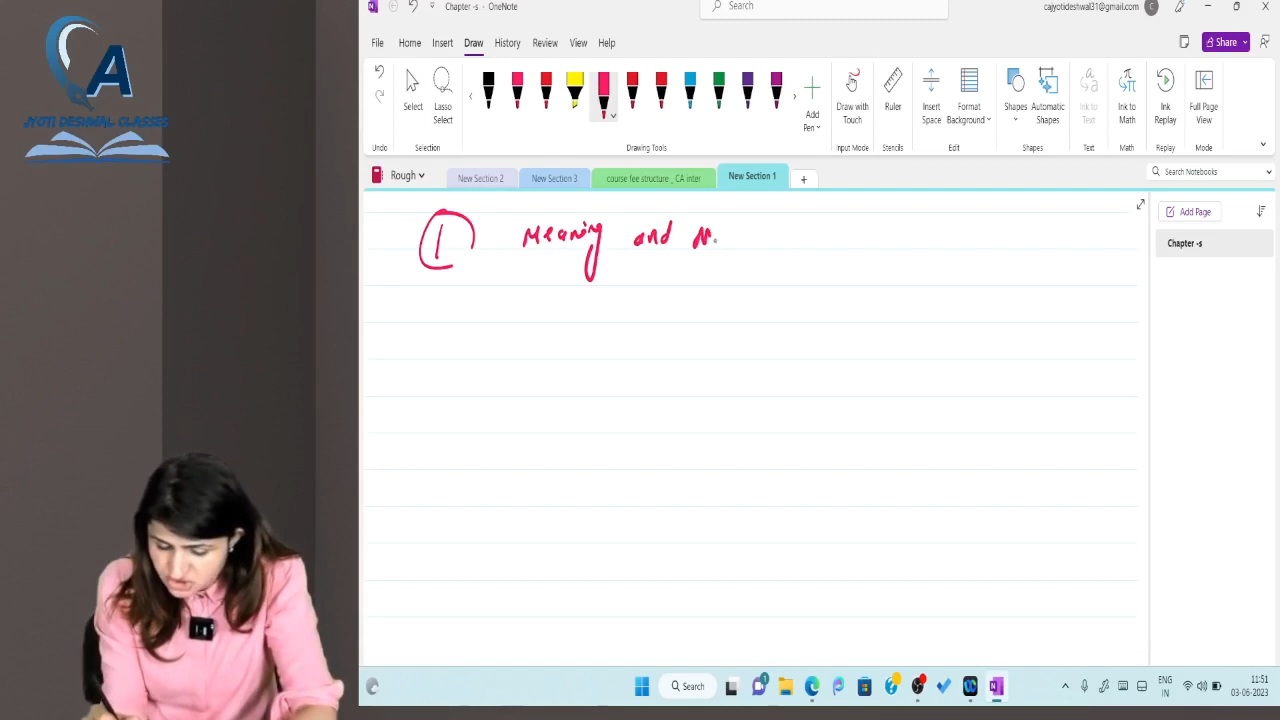 A
JYOTI DESHWAL CLASSES
Chapter -s - OneNote
Search
cajyotideshwal31@gmail.com
C
File Home Insert Draw History Review View Help
Share
Select
Lasso Select
Add Pen
Draw with Touch
Ruler
Insert Space
Format Background
Shapes
Automatic Shapes
Ink to Text
Ink to Math
Ink Replay
Full Page View
Undo
Selection
Drawing Tools
Input Mode
Stencils
Edit
Shapes
Text
Math
Replay
Mode
Rough
New Section 2
New Section 3
course fee structure _ CA inter
New Section 1
+
Search Notebooks
Add Page
Chapter -s
1 Meaning and N
Search
ENG
IN
11:51
03-06-2023